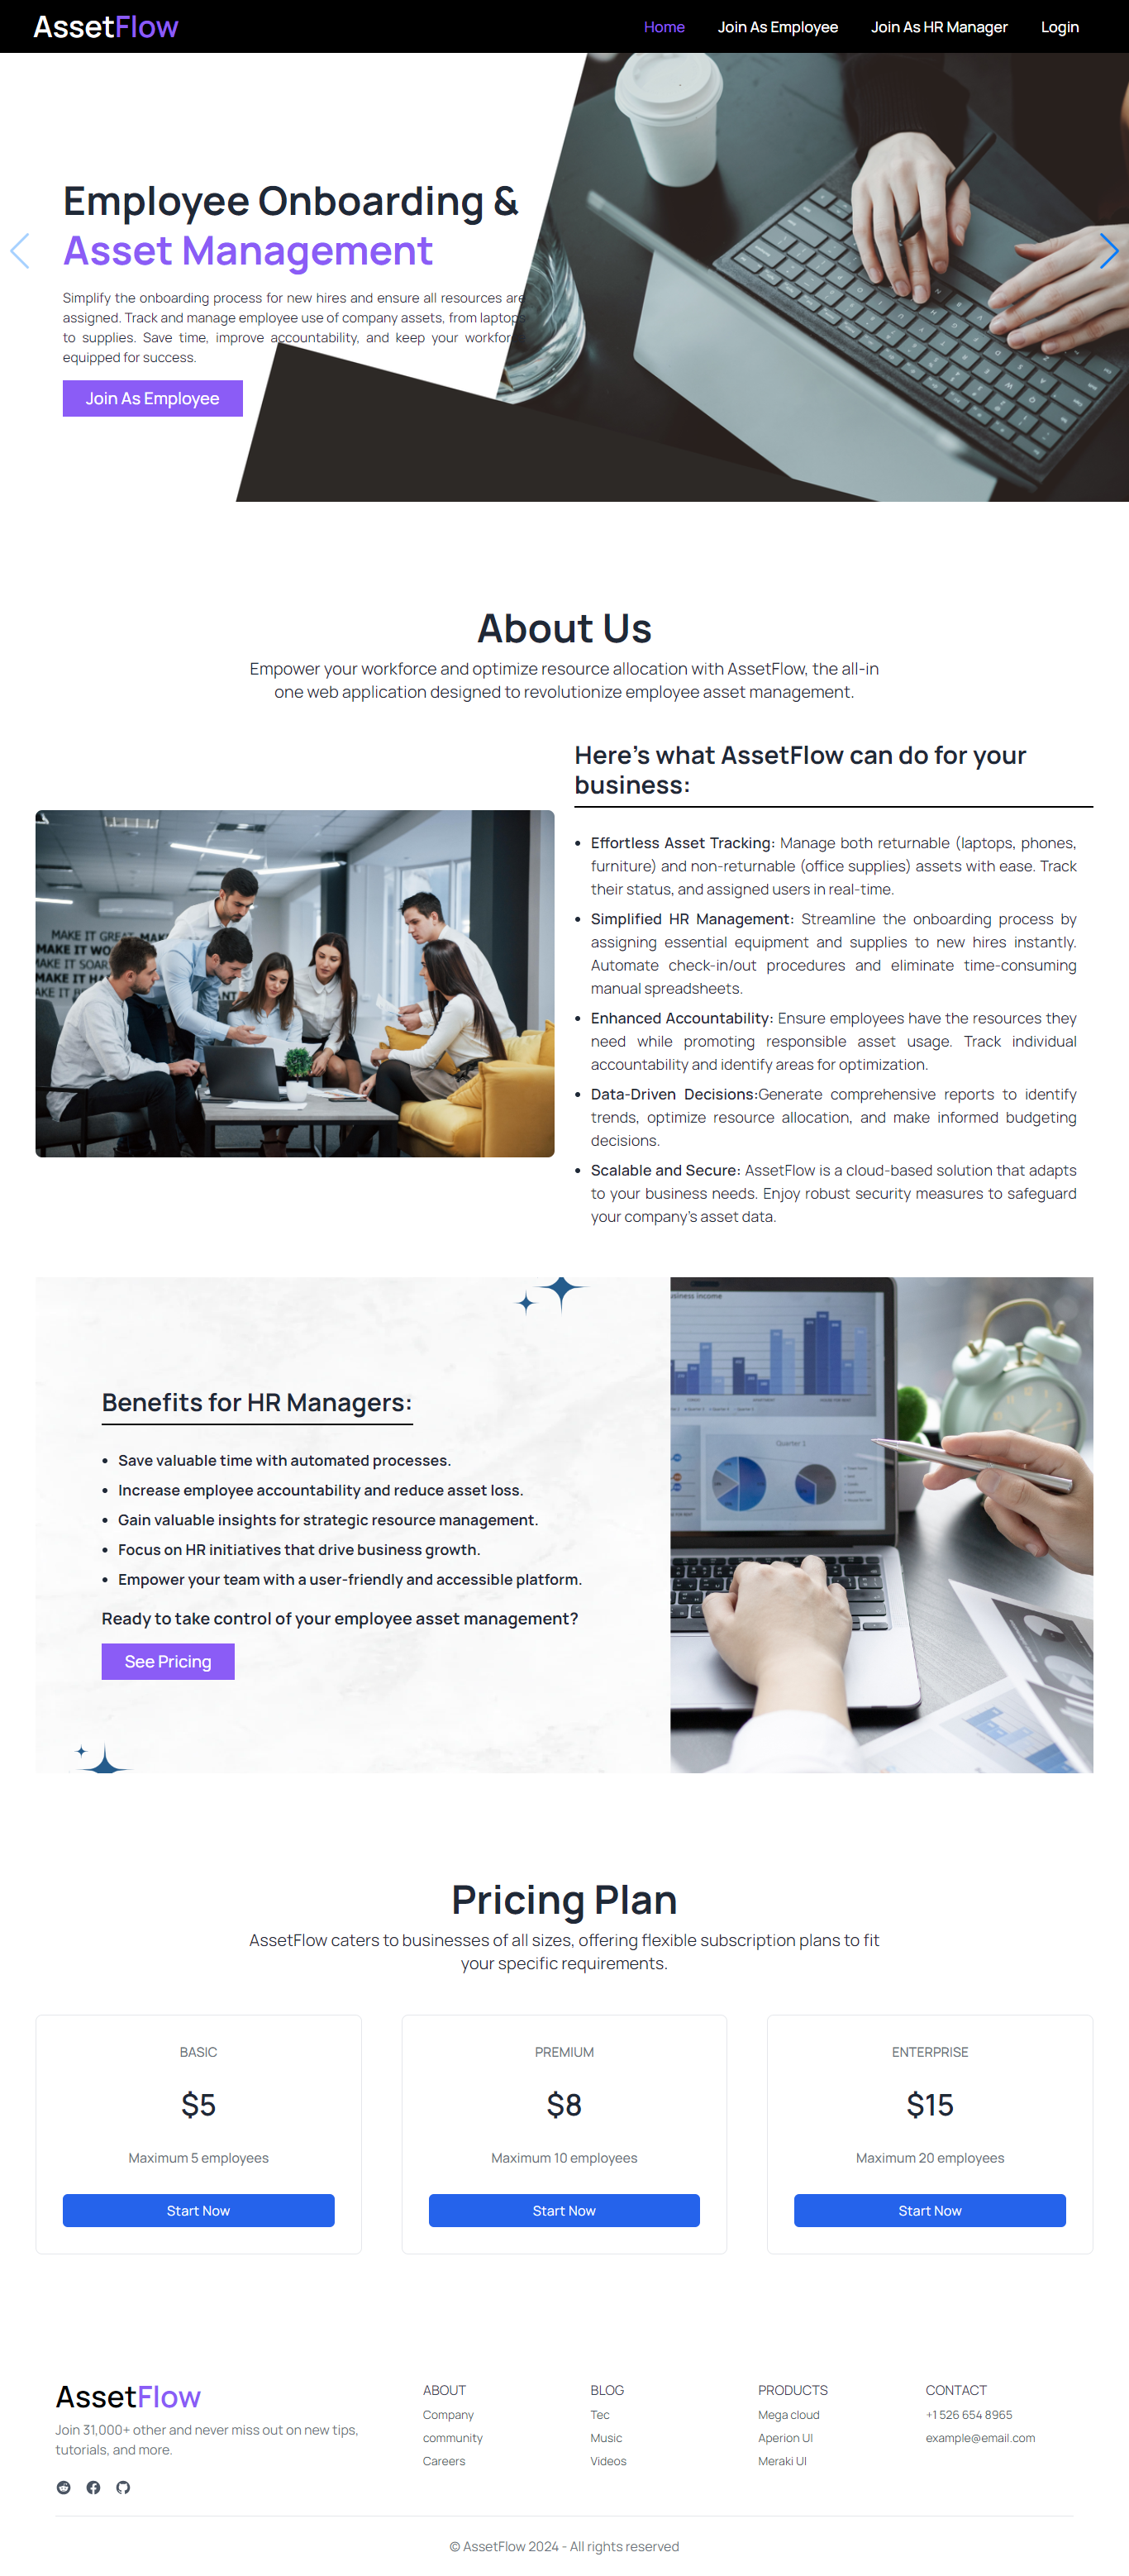 AssetFlow
Home Join As Employee Join As HR Manager Login
Employee Onboarding &
Asset Management
Simplify the onboarding process for new hires and ensure all resources are
assigned. Track and manage employee use of company assets, from laptops
to supplies. Save time, improve accountability, and keep your
equipped for success.
Join As Employee
About Us
Empower your workforce and optimize resource allocation with AssetFlow, the all-in
one web application designed to revolutionize employee asset management.
MAKE IT GREAT MAK
MAKE IT WO
MAKE IT SOAR
MAKE IT HA
Here's what AssetFlow can do for your
business:
• Effortless Asset Tracking: Manage both returnable (laptops, phones,
furniture) and non-returnable (office supplies) assets with ease. Track
their status, and assigned users in real-time.
• Simplified HR Management: Streamline the onboarding process by
assigning essential equipment and supplies to new hires instantly.
Automate check-in/out procedures and eliminate time-consuming
manual spreadsheets.
• Enhanced Accountability: Ensure employees have the resources they
need while promoting responsible asset usage. Track individual
accountability and identify areas for optimization.
• Data-Driven Decisions:Generate comprehensive reports to identify
trends, optimize resource allocation, and make informed budgeting
decisions.
• Scalable and Secure: AssetFlow is a cloud-based solution that adapts
to your business needs. Enjoy robust security measures to safeguard
your company's asset data.
Benefits for HR Managers:
• Save valuable time with automated processes.
• Increase employee accountability and reduce asset loss.
• Gain valuable insights for strategic resource management.
• Focus on HR initiatives that drive business growth.
• Empower your team with a user-friendly and accessible platform.
Ready to take control of your employee asset management?
See Pricing
usiness income
Quarter 1
Pricing Plan
AssetFlow caters to businesses of all sizes, offering flexible subscription plans to fit
your specific requirements.
BASIC
$5
Maximum 5 employees
Start Now
PREMIUM
$8
Maximum 10 employees
Start Now
ENTERPRISE
$15
Maximum 20 employees
Start Now
AssetFlow
Join 31,000+ other and never miss out on new tips,
tutorials, and more.
ABOUT
Company
community
Careers
BLOG
Tec
Music
Videos
PRODUCTS
Mega cloud
Aperion UI
Meraki UI
CONTACT
+1 526 654 8965
example@email.com
© AssetFlow 2024 - All rights reserved